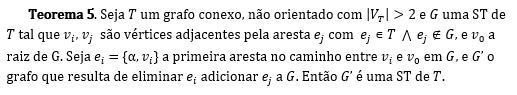 Teorema 5. Seja T um grafo conexo, não orientado com |V_T| > 2 e G uma ST de
T tal que v_i, v_j são vértices adjacentes pela aresta e_j com e_j ∈ T ∧ e_j ∉ G, e v_0 a
raiz de G. Seja e_i = {α, v_i} a primeira aresta no caminho entre v_i e v_0 em G, e G’ o
grafo que resulta de eliminar e_i adicionar e_j a G. Então G’ é uma ST de T.